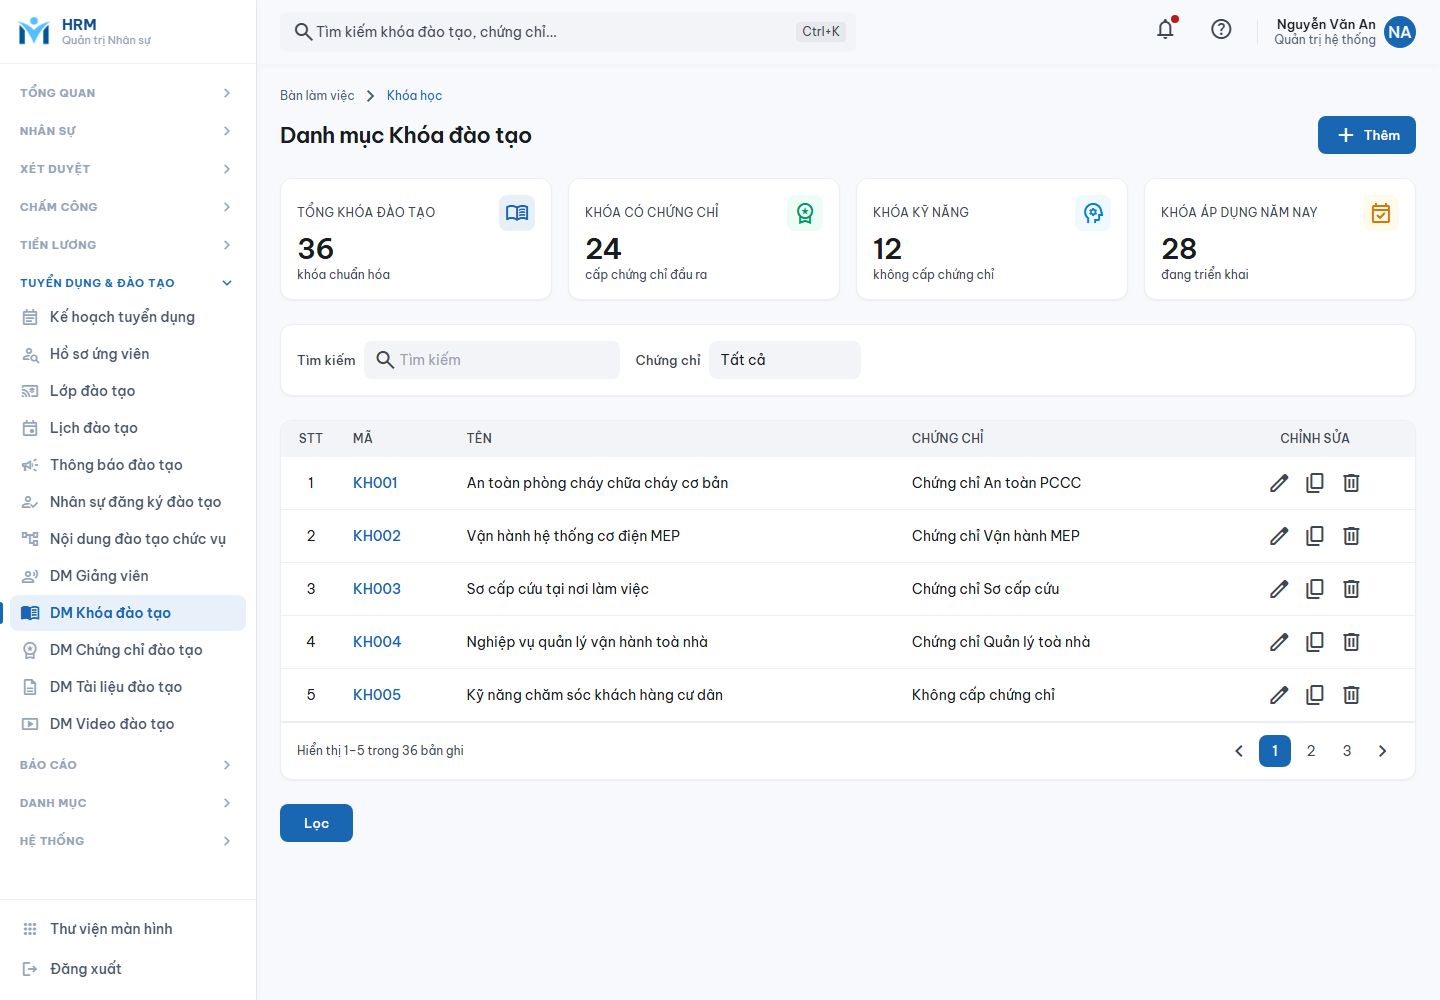 HRM
Quản trị Nhân sự
TỔNG QUAN
NHÂN SỰ
XÉT DUYỆT
CHẤM CÔNG
TIỀN LƯƠNG
TUYỂN DỤNG & ĐÀO TẠO
Kế hoạch tuyển dụng
Hồ sơ ứng viên
Lớp đào tạo
Lịch đào tạo
Thông báo đào tạo
Nhân sự đăng ký đào tạo
Nội dung đào tạo chức vụ
DM Giảng viên
DM Khóa đào tạo
DM Chứng chỉ đào tạo
DM Tài liệu đào tạo
DM Video đào tạo
BÁO CÁO
DANH MỤC
HỆ THỐNG
Thư viện màn hình
Đăng xuất
Tìm kiếm khóa đào tạo, chứng chỉ... Ctrl+K
Nguyễn Văn An
Quản trị hệ thống
NA
Bàn làm việc Khóa học
Danh mục Khóa đào tạo
Thêm
TỔNG KHÓA ĐÀO TẠO
36
khóa chuẩn hóa
KHÓA CÓ CHỨNG CHỈ
24
cấp chứng chỉ đầu ra
KHÓA KỸ NĂNG
12
không cấp chứng chỉ
KHÓA ÁP DỤNG NĂM NAY
28
đang triển khai
Tìm kiếm Tìm kiếm Chứng chỉ Tất cả
STT MÃ TÊN CHỨNG CHỈ CHỈNH SỬA
1 KH001 An toàn phòng cháy chữa cháy cơ bản Chứng chỉ An toàn PCCC
2 KH002 Vận hành hệ thống cơ điện MEP Chứng chỉ Vận hành MEP
3 KH003 Sơ cấp cứu tại nơi làm việc Chứng chỉ Sơ cấp cứu
4 KH004 Nghiệp vụ quản lý vận hành toà nhà Chứng chỉ Quản lý toà nhà
5 KH005 Kỹ năng chăm sóc khách hàng cư dân Không cấp chứng chỉ
Hiển thị 1–5 trong 36 bản ghi 1 2 3
Lọc